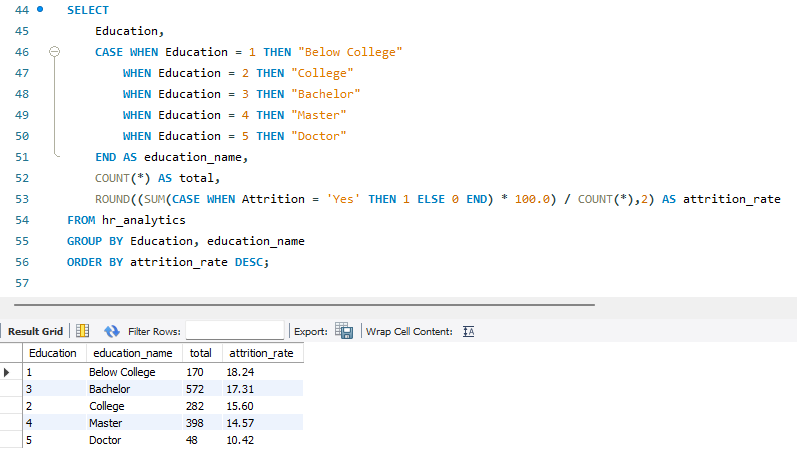 44 SELECT
45 Education,
46 CASE WHEN Education = 1 THEN "Below College"
47 WHEN Education = 2 THEN "College"
48 WHEN Education = 3 THEN "Bachelor"
49 WHEN Education = 4 THEN "Master"
50 WHEN Education = 5 THEN "Doctor"
51 END AS education_name,
52 COUNT(*) AS total,
53 ROUND((SUM(CASE WHEN Attrition = 'Yes' THEN 1 ELSE 0 END) * 100.0) / COUNT(*),2) AS attrition_rate
54 FROM hr_analytics
55 GROUP BY Education, education_name
56 ORDER BY attrition_rate DESC;
57
Result Grid Filter Rows: Export: Wrap Cell Content: IA
Education education_name total attrition_rate
1 Below College 170 18.24
3 Bachelor 572 17.31
2 College 282 15.60
4 Master 398 14.57
5 Doctor 48 10.42